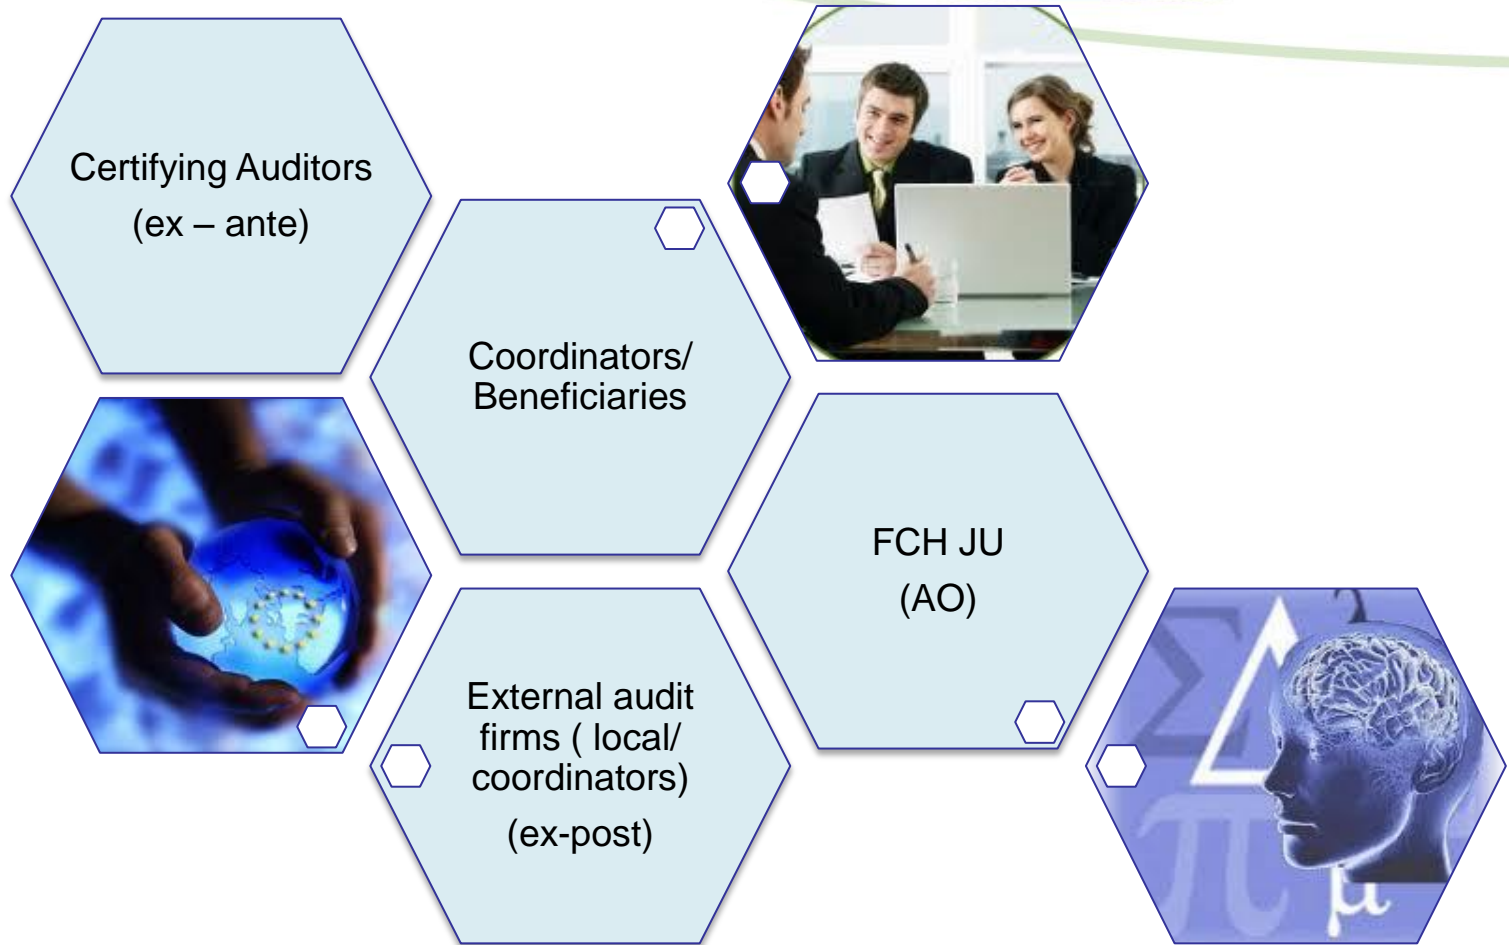 Certifying Auditors
(ex – ante)
Coordinators/
Beneficiaries
FCH JU
(AO)
External audit
firms ( local/
coordinators)
(ex-post)
Σ
Δ
π
μ